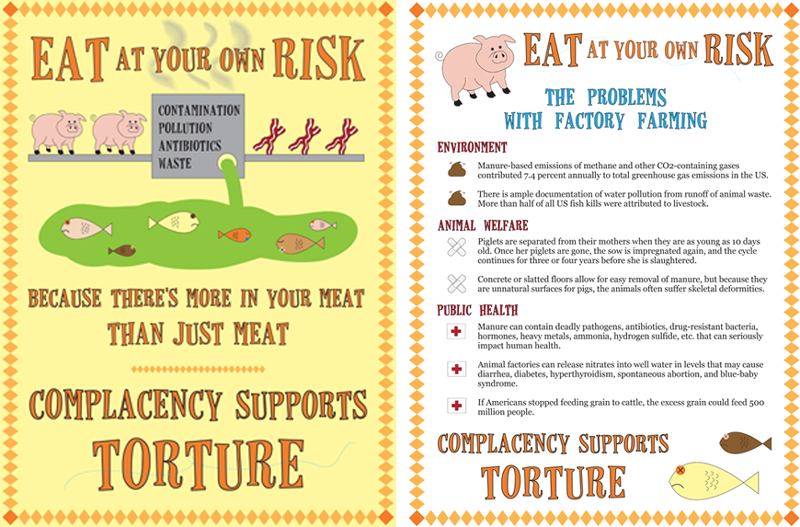 EAT AT YOUR OWN RISK
CONTAMINATION
POLLUTION
ANTIBIOTICS
WASTE
BECAUSE THERE'S MORE IN YOUR MEAT
THAN JUST MEAT
COMPLACENCY SUPPORTS
TORTURE
EAT AT YOUR OWN RISK
THE PROBLEMS
WITH FACTORY FARMING
ENVIRONMENT
Manure-based emissions of methane and other CO2-containing gases
contributed 7.4 percent annually to total greenhouse gas emissions in the US.
There is ample documentation of water pollution from runoff of animal waste.
More than half of all US fish kills were attributed to livestock.
ANIMAL WELFARE
Piglets are separated from their mothers when they are as young as 10 days
old. Once her piglets are gone, the sow is impregnated again, and the cycle
continues for three or four years before she is slaughtered.
Concrete or slatted floors allow for easy removal of manure, but because they
are unnatural surfaces for pigs, the animals often suffer skeletal deformities.
PUBLIC HEALTH
Manure can contain deadly pathogens, antibiotics, drug-resistant bacteria,
hormones, heavy metals, ammonia, hydrogen sulfide, etc. that can seriously
impact human health.
Animal factories can release nitrates into well water in levels that may cause
diarrhea, diabetes, hyperthyroidism, spontaneous abortion, and blue-baby
syndrome.
If Americans stopped feeding grain to cattle, the excess grain could feed 500
million people.
COMPLACENCY SUPPORTS
TORTURE